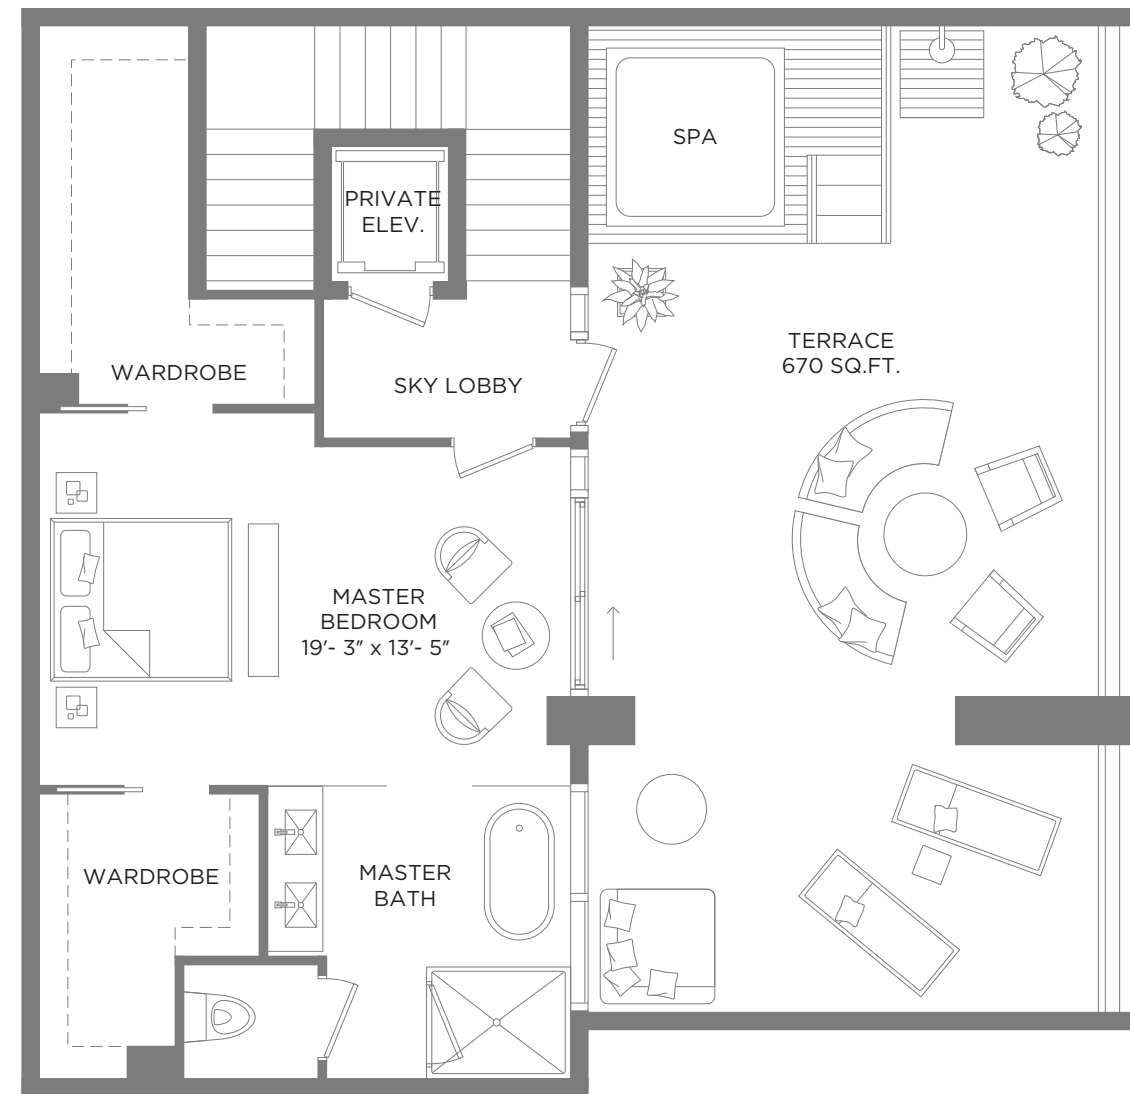 SPA
PRIVATE
ELEV.
TERRACE
670 SQ.FT.
WARDROBE
SKY LOBBY
MASTER
BEDROOM
19'- 3" x 13'- 5"
WARDROBE
MASTER
BATH